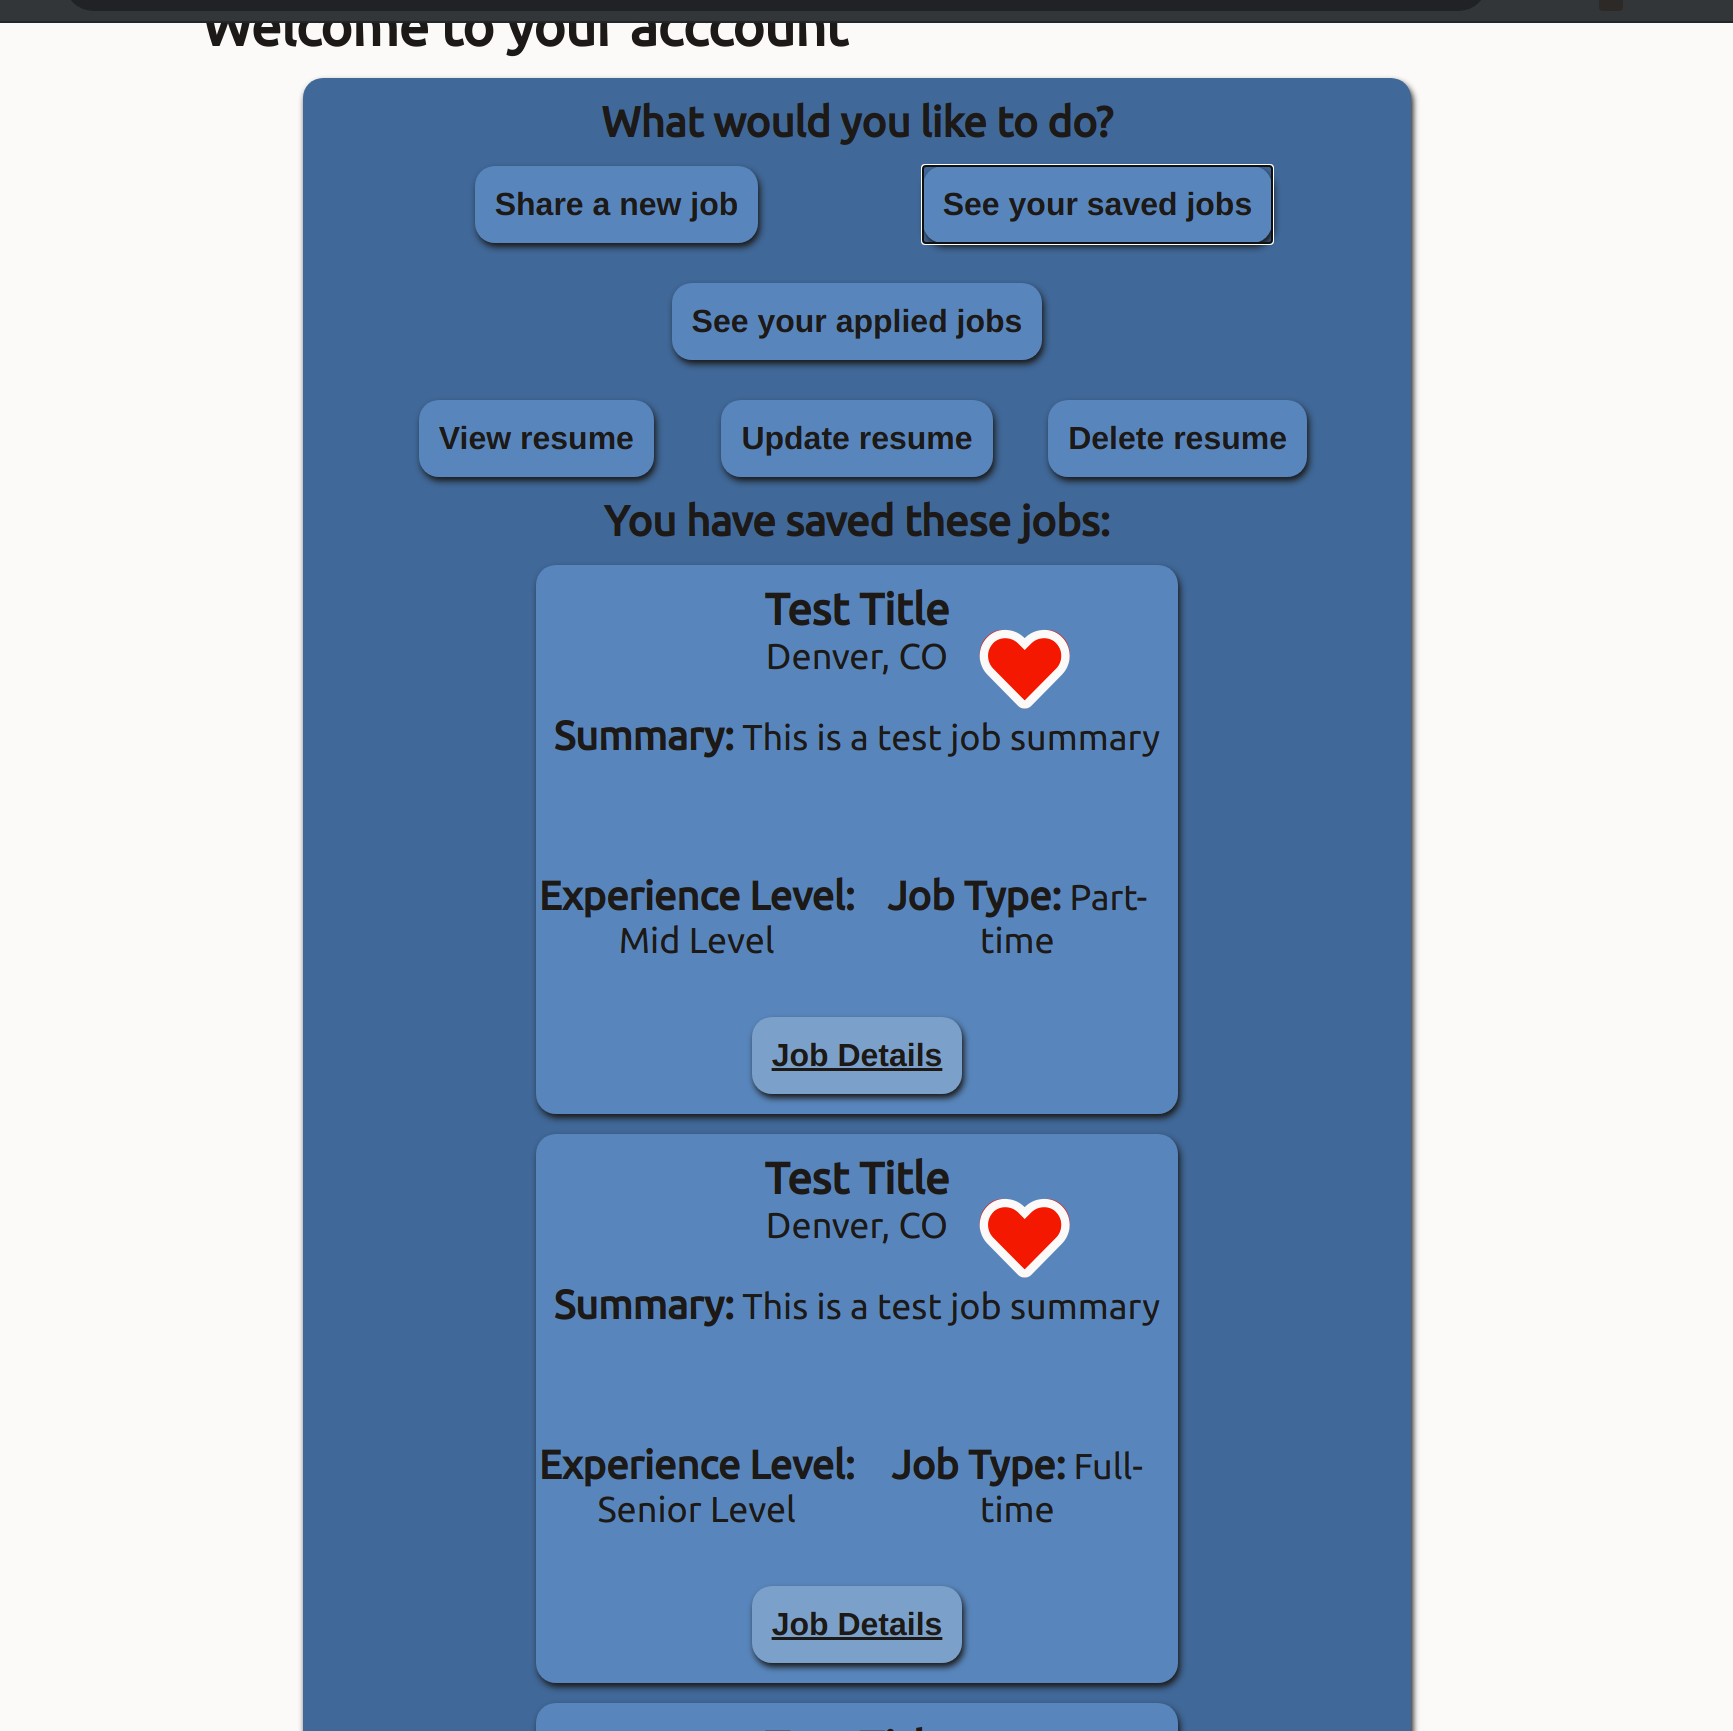 Welcome to your acccount
What would you like to do?
Share a new job
See your saved jobs
See your applied jobs
View resume
Update resume
Delete resume
You have saved these jobs:
Test Title
Denver, CO
Summary: This is a test job summary
Experience Level:
Mid Level
Job Type: Part-
time
Job Details
Test Title
Denver, CO
Summary: This is a test job summary
Experience Level:
Senior Level
Job Type: Full-
time
Job Details